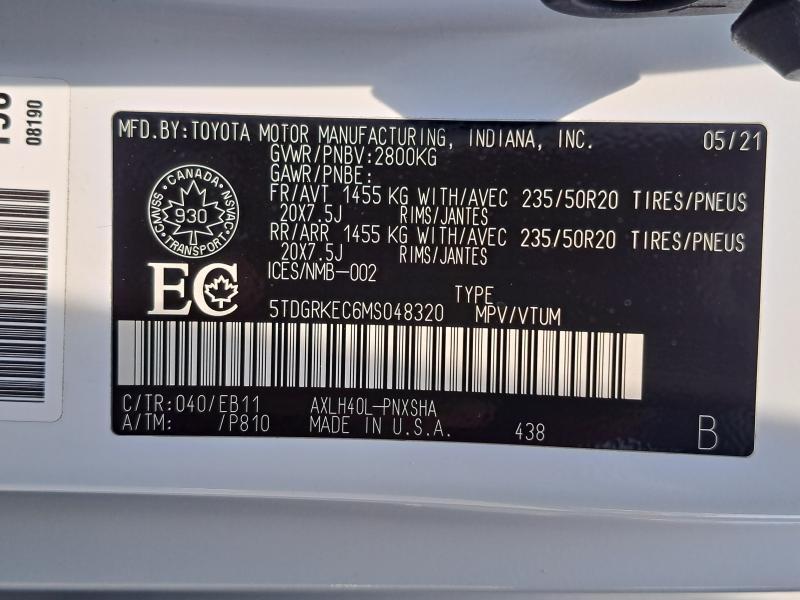 08190
MFD.BY:TOYOTA MOTOR MANUFACTURING, INDIANA, INC. 05/21
GVWR/PNBV:2800KG
GAWR/PNBE:
FR/AVT 1455 KG WITH/AVEC 235/50R20 TIRES/PNEUS
20X7.5J RIMS/JANTES
RR/ARR 1455 KG WITH/AVEC 235/50R20 TIRES/PNEUS
20X7.5J RIMS/JANTES
ICES/NMB-002
CANADA
CMVSS 930 NSVAC
TRANSPORT
EC
TYPE
5TDGRKEC6MS048320 MPV/VTUM
C/TR:040/EB11 AXLH40L-PNXSHA
A/TM: /P810 MADE IN U.S.A. 438 B